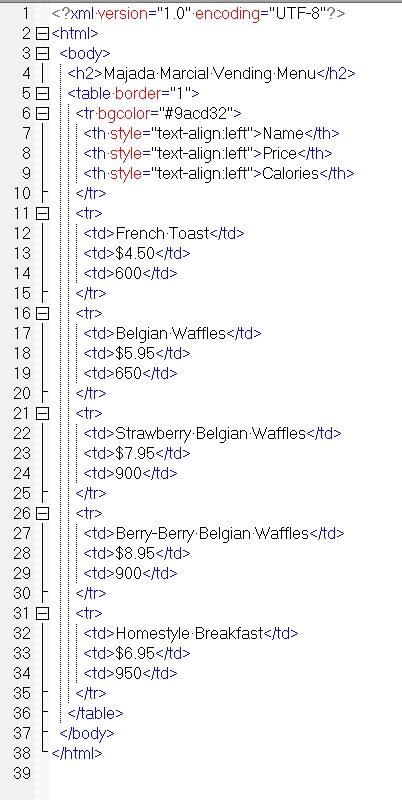 1 <?xml version="1.0" encoding="UTF-8"?>
2 <html>
3 <body>
4 <h2>Majada Marcial Vending Menu</h2>
5 <table border="1">
6 <tr bgcolor="#9acd32">
7 <th style="text-align:left">Name</th>
8 <th style="text-align:left">Price</th>
9 <th style="text-align:left">Calories</th>
10 </tr>
11 <tr>
12 <td>French Toast</td>
13 <td>$4.50</td>
14 <td>600</td>
15 </tr>
16 <tr>
17 <td>Belgian Waffles</td>
18 <td>$5.95</td>
19 <td>650</td>
20 </tr>
21 <tr>
22 <td>Strawberry Belgian Waffles</td>
23 <td>$7.95</td>
24 <td>900</td>
25 </tr>
26 <tr>
27 <td>Berry-Berry Belgian Waffles</td>
28 <td>$8.95</td>
29 <td>900</td>
30 </tr>
31 <tr>
32 <td>Homestyle Breakfast</td>
33 <td>$6.95</td>
34 <td>950</td>
35 </tr>
36 </table>
37 </body>
38 </html>
39